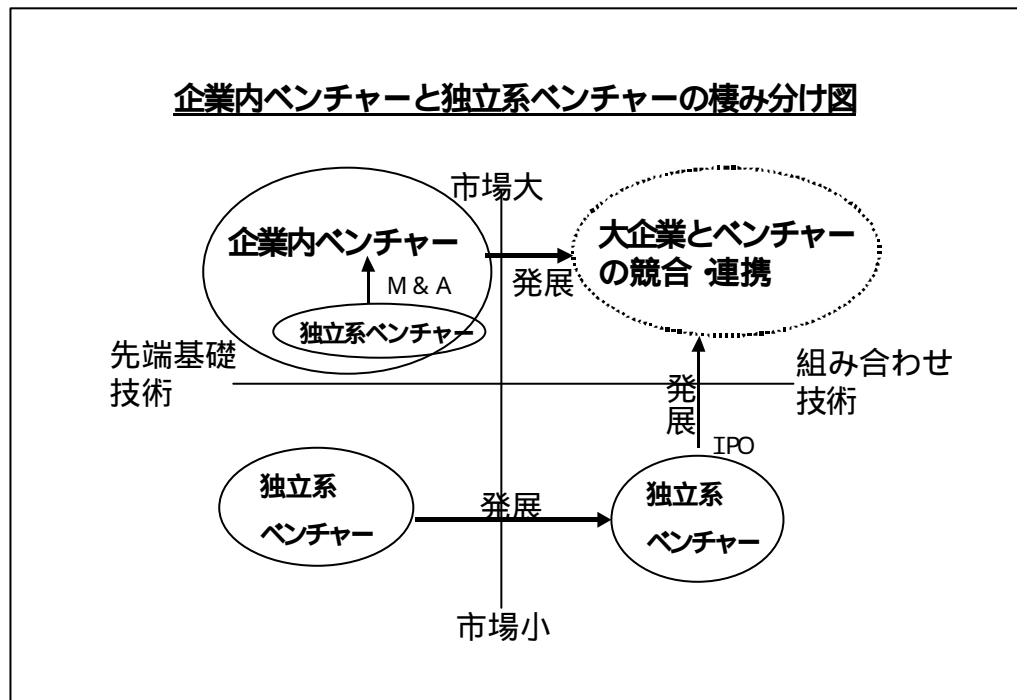 企業内ベンチャーと独立系ベンチャーの棲み分け図
市場大
企業内ベンチャー
大企業とベンチャー
の競合・連携
発展
M & A
独立系ベンチャー
先端基礎
技術
組み合わせ
技術
発
展
IPO
独立系
ベンチャー
発展
独立系
ベンチャー
市場小